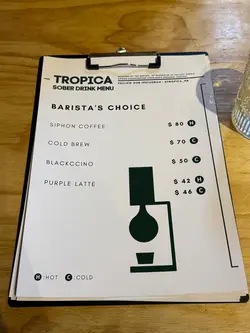 TROPICA
SOBER DRINK MENU
BARISTA'S CHOICE
SIPHON COFFEE $ 80 H
COLD BREW $ 70 C
BLACKCCINO $ 50 C
PURPLE LATTE $ 42 H
$ 46 C
H :HOT C :COLD